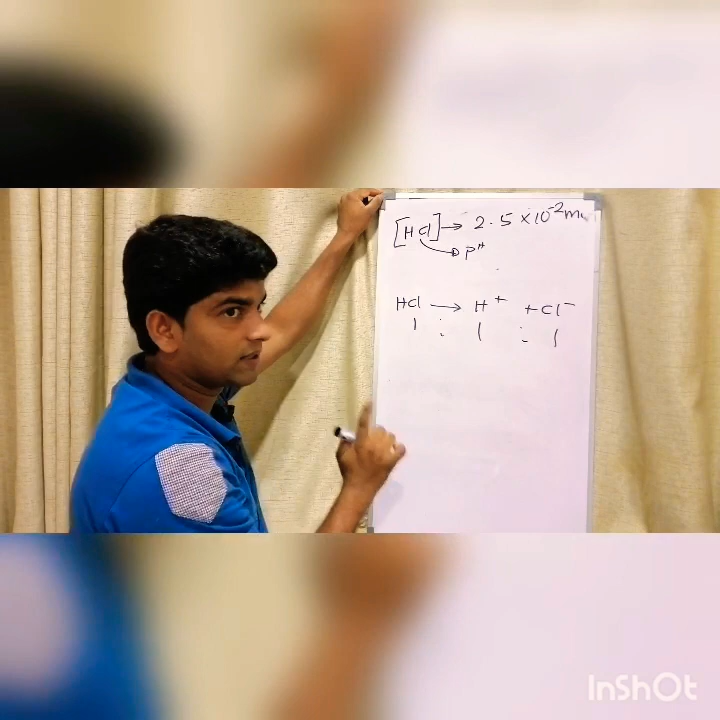 [HCl] → 2.5 × 10⁻² m
→ pH
HCl → H⁺ + Cl⁻
1 : 1 : 1
InShOt